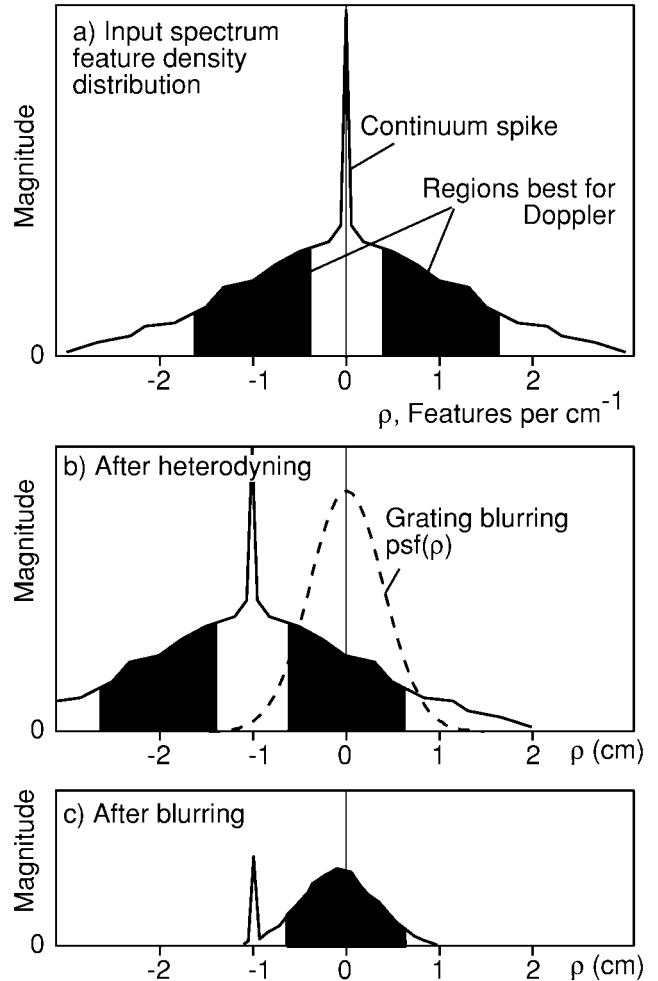 a) Input spectrum
feature density
distribution
Continuum spike
Regions best for
Doppler
Magnitude
0
-2 -1 0 1 2
ρ, Features per cm⁻¹
b) After heterodyning
Grating blurring
psf(ρ)
Magnitude
0
-2 -1 0 1 2 ρ (cm)
c) After blurring
Magnitude
0
-2 -1 0 1 2 ρ (cm)